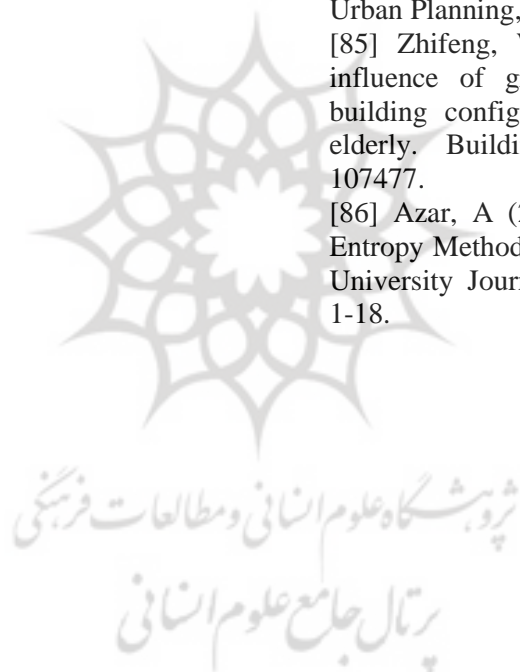 Urban Planning,
[85] Zhifeng,
influence of g
building config
elderly. Buildi
107477.
[86] Azar, A (2
Entropy Method
University Jour
1-18.
پژوهشگاه علوم انسانی و مطالعات فرهنگی
پرتال جامع علوم انسانی